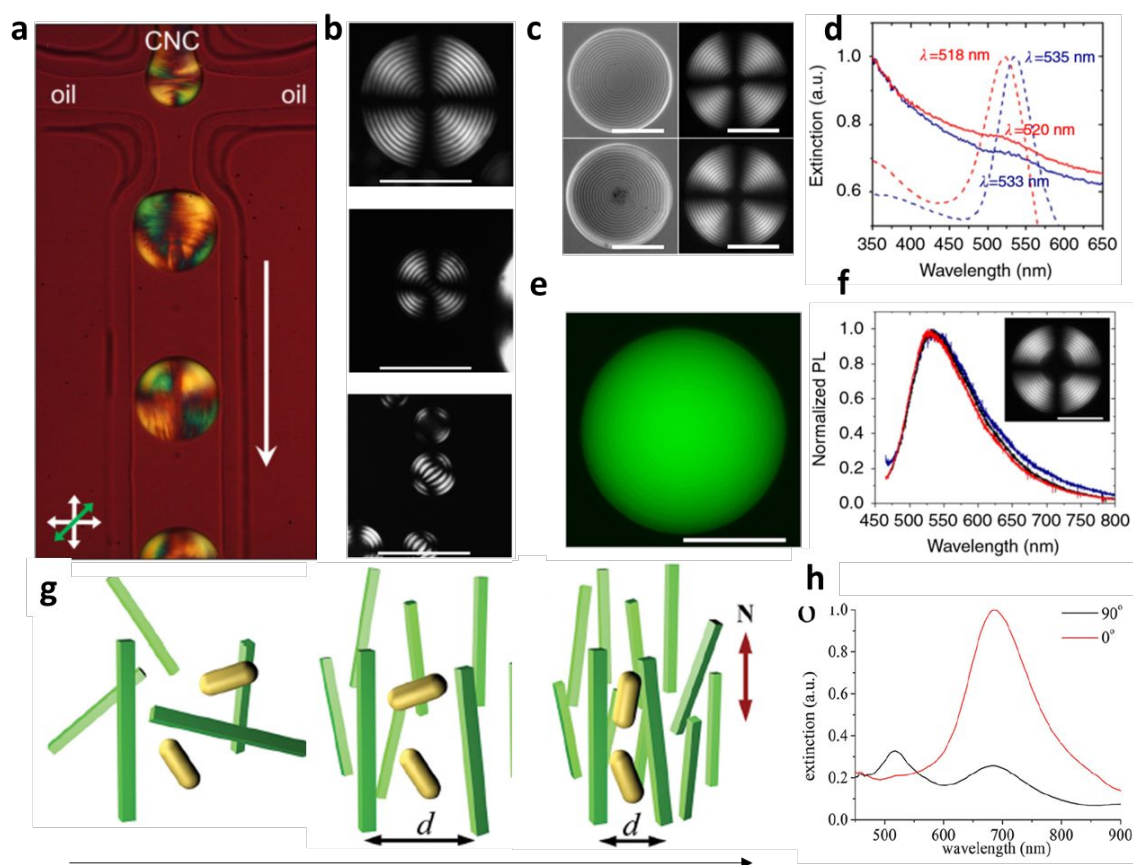 a
CNC
oil
oil
b
c
d
Extinction (a.u.)
1.0
0.8
0.6
λ=518 nm
λ=535 nm
λ=520 nm
λ=533 nm
350 400 450 500 550 600 650
Wavelength (nm)
e
f
Normalized PL
1.0
0.8
0.6
0.4
0.2
0.0
450 500 550 600 650 700 750 800
Wavelength (nm)
g
N
d
d
h
O
extinction (a.u.)
1.0
0.8
0.6
0.4
0.2
0.0
90°
0°
500 600 700 800 900
wavelength (nm)